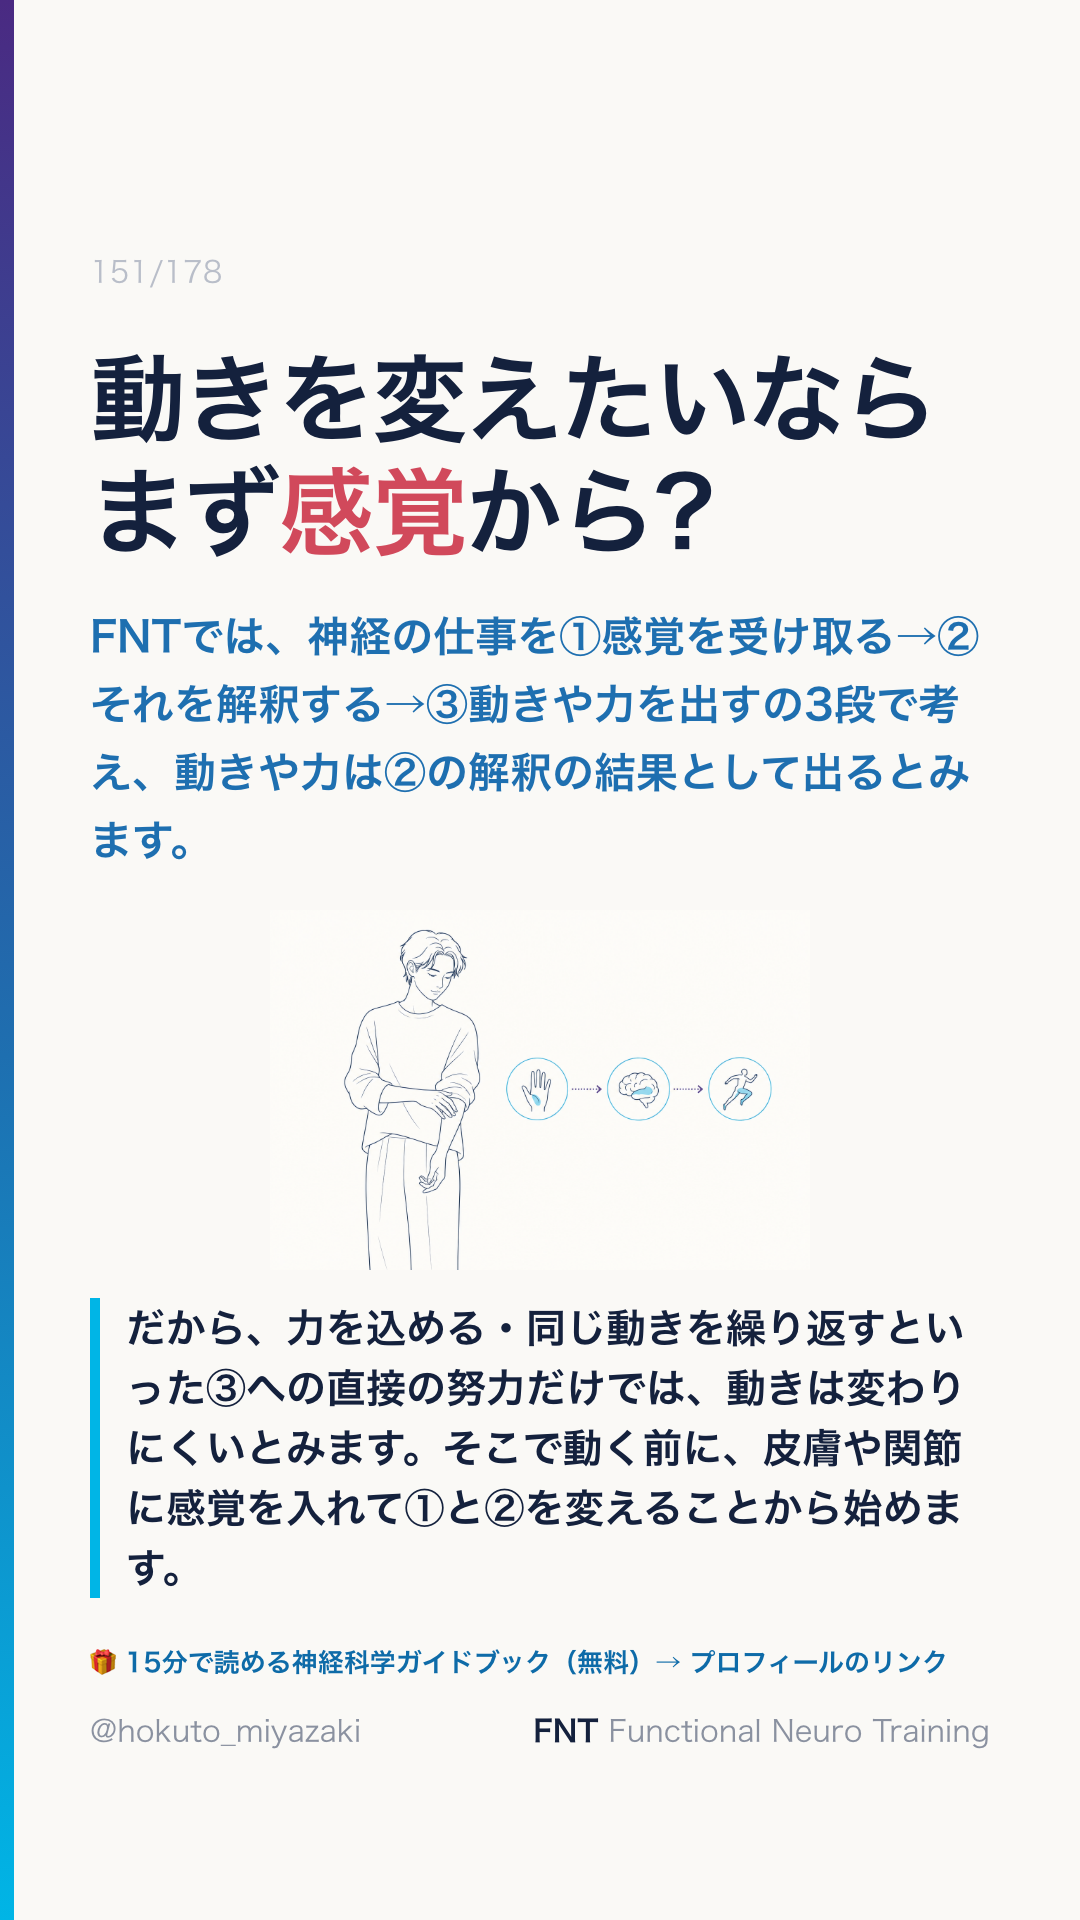 151/178
動きを変えたいなら
まず感覚から?
FNTでは、神経の仕事を①感覚を受け取る→②
それを解釈する→③動きや力を出すの3段で考
え、動きや力は②の解釈の結果として出るとみ
ます。
だから、力を込める・同じ動きを繰り返すとい
った③への直接の努力だけでは、動きは変わり
にくいとみます。そこで動く前に、皮膚や関節
に感覚を入れて①と②を変えることから始めま
す。
🎁 15分で読める神経科学ガイドブック（無料）→ プロフィールのリンク
@hokuto_miyazaki
FNT Functional Neuro Training